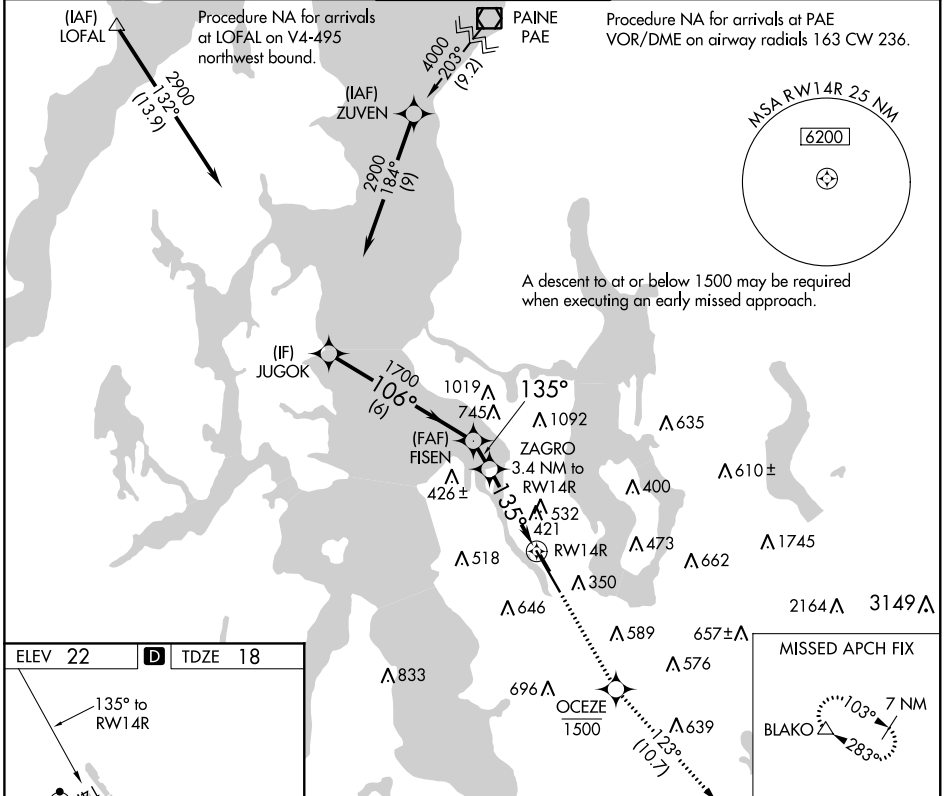 (IAF)
LOFAL
Procedure NA for arrivals
at LOFAL on V4-495
northwest bound.
PAINE
PAE
Procedure NA for arrivals at PAE
VOR/DME on airway radials 163 CW 236.
2900
132°
(13.9)
4000
203°
(9.2)
(IAF)
ZUVEN
2900
184°
(9)
MSA RW14R 25 NM
6200
A descent to at or below 1500 may be required
when executing an early missed approach.
(IF)
JUGOK
1700
106°
(6)
1019
745
135°
1092
635
(FAF)
FISEN
ZAGRO
3.4 NM to
RW14R
426±
135°
400
610±
532
421
RW14R
518
473
662
1745
350
646
2164
3149
589
657±
576
833
696
OCEZE
1500
639
123°
(10.7)
ELEV 22
D
TDZE 18
135° to
RW14R
MISSED APCH FIX
BLAKO
103°
283°
7 NM